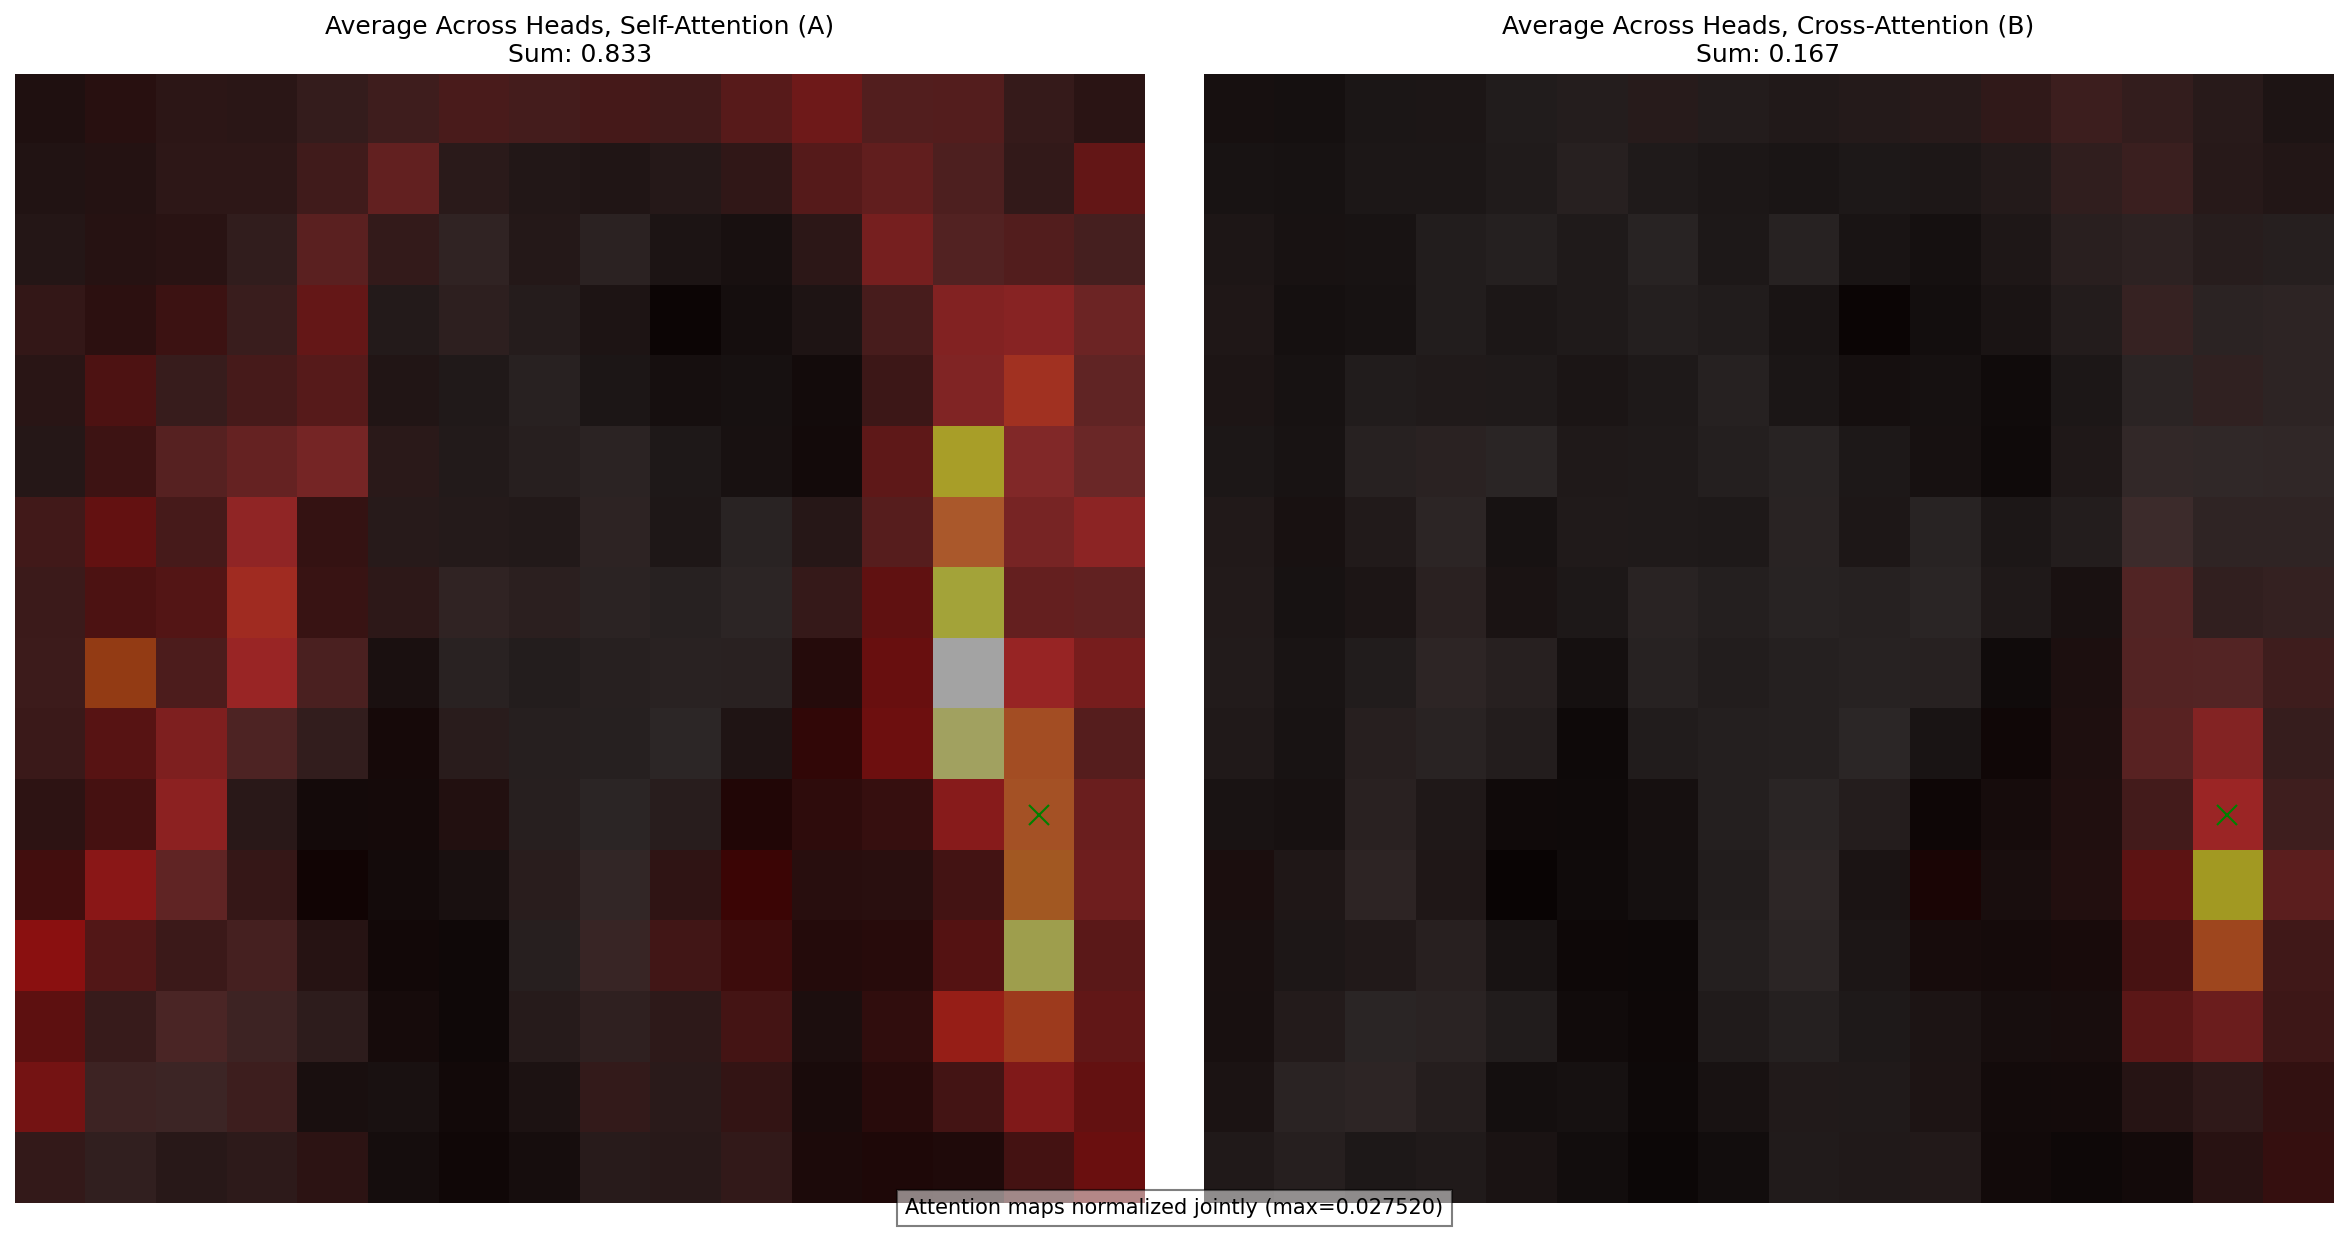 Average Across Heads, Self-Attention (A)
Sum: 0.833
Average Across Heads, Cross-Attention (B)
Sum: 0.167
Attention maps normalized jointly (max=0.027520)